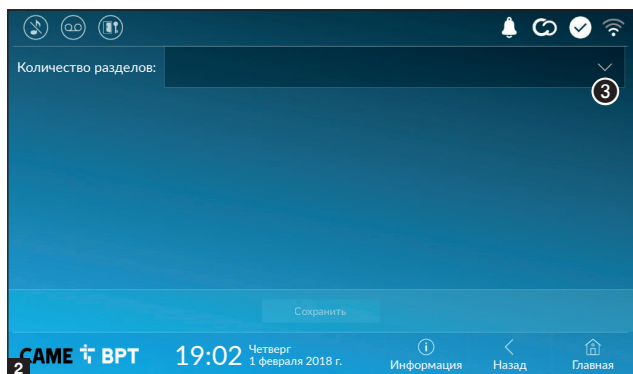 Количество разделов:
3
Сохранить
2
CAME BPT
19:02
Четверг
1 февраля 2018 г.
Информация
Назад
Главная